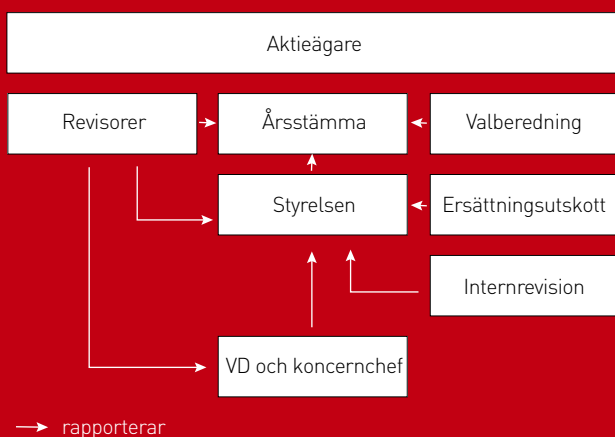 Aktieägare
Revisorer
Årsstämma
Valberedning
Styrelsen
Ersättningsutskott
Internrevision
VD och koncernchef
rapporterar